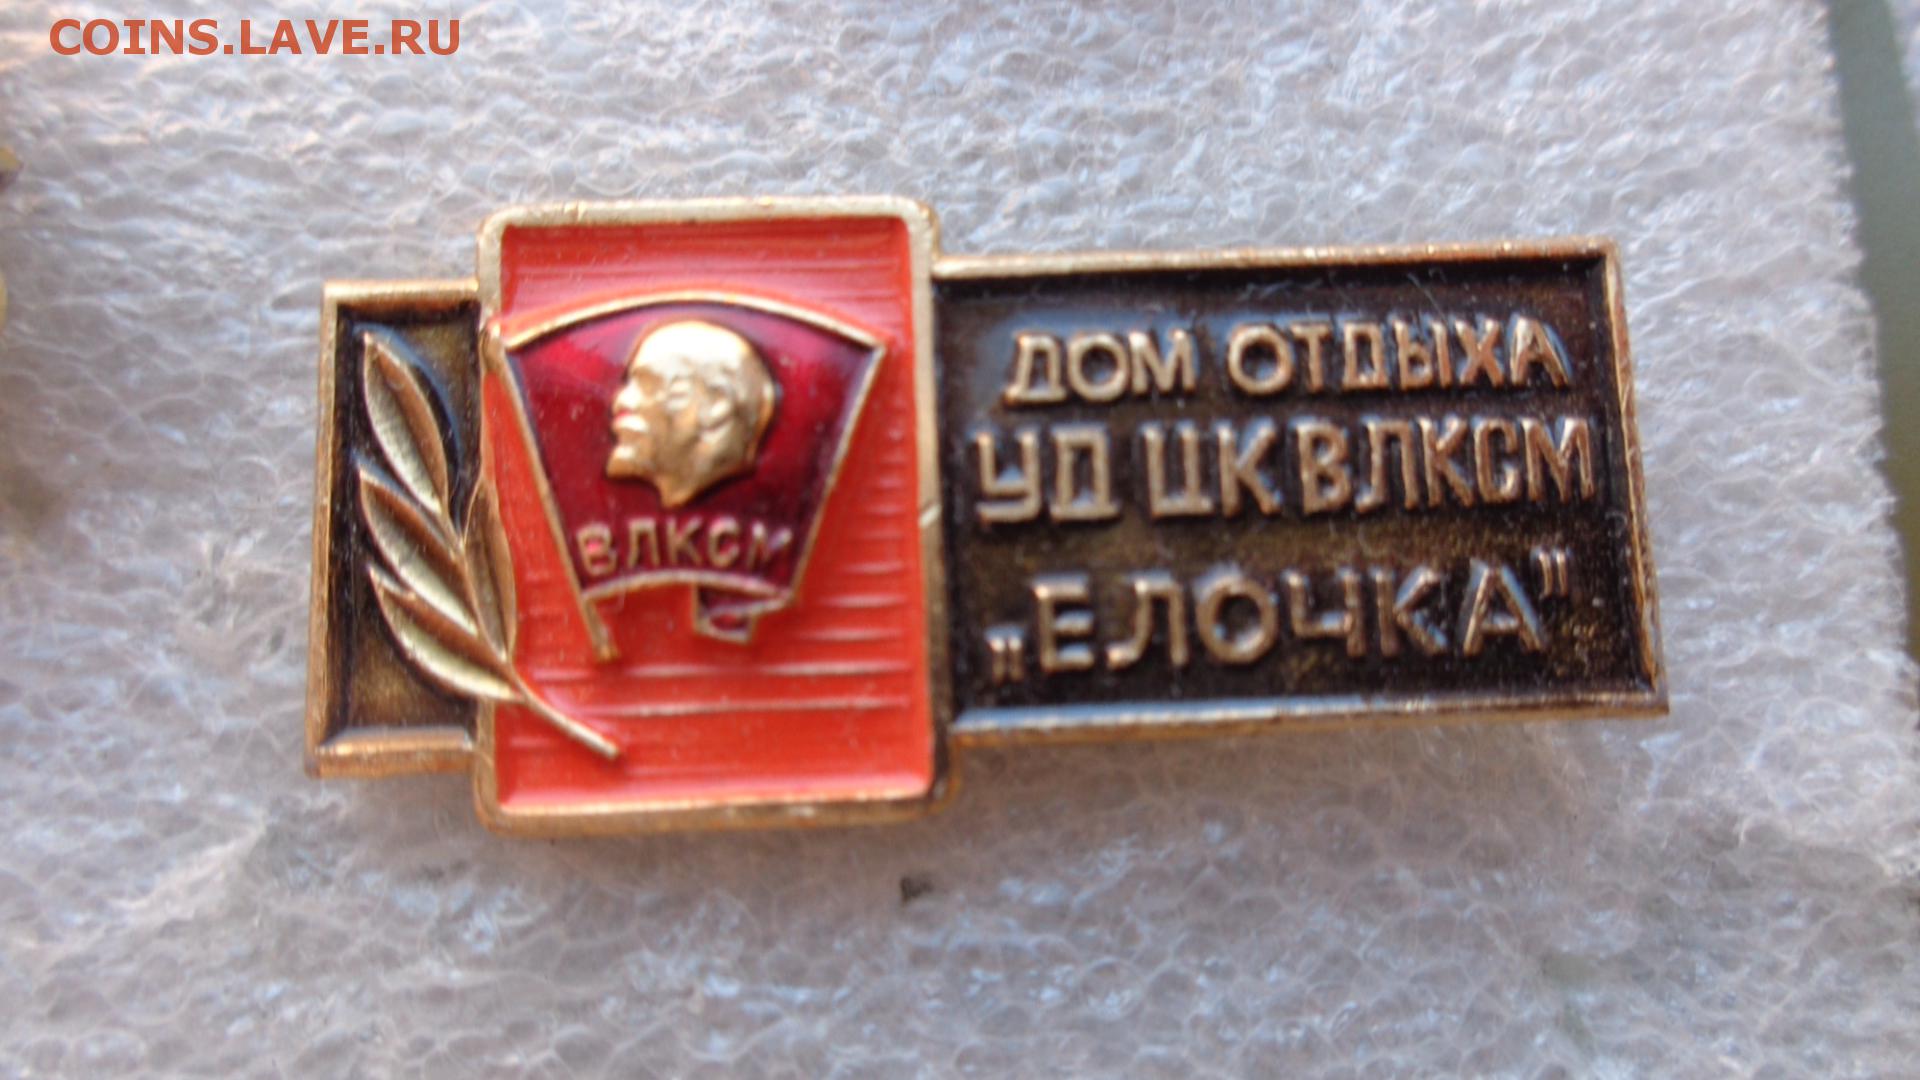 COINS.LAVE.RU
ВЛКСМ
ДОМ ОТДЫХА
УД ЦК ВЛКСМ
„ЕЛОЧКА"